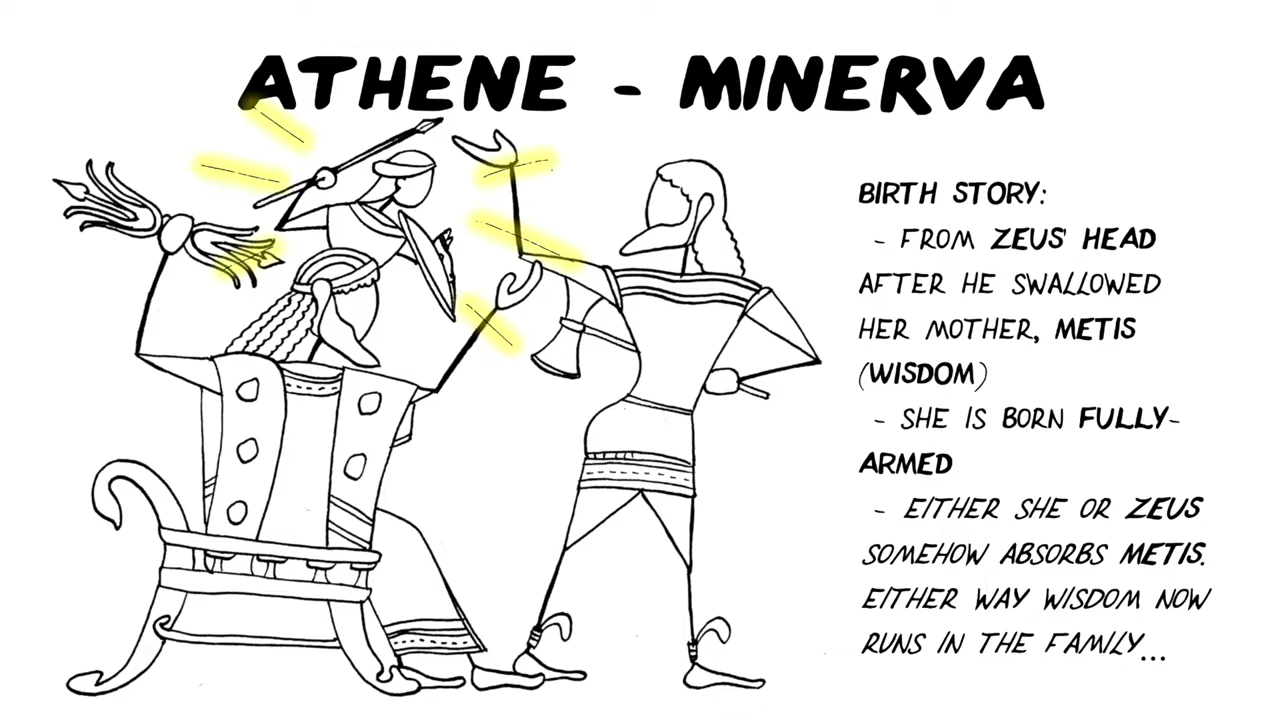 ATHENE - MINERVA
BIRTH STORY:
- FROM ZEUS' HEAD
AFTER HE SWALLOWED
HER MOTHER, METIS
(WISDOM)
- SHE IS BORN FULLY-
ARMED
- EITHER SHE OR ZEUS
SOMEHOW ABSORBS METIS.
EITHER WAY WISDOM NOW
RUNS IN THE FAMILY...